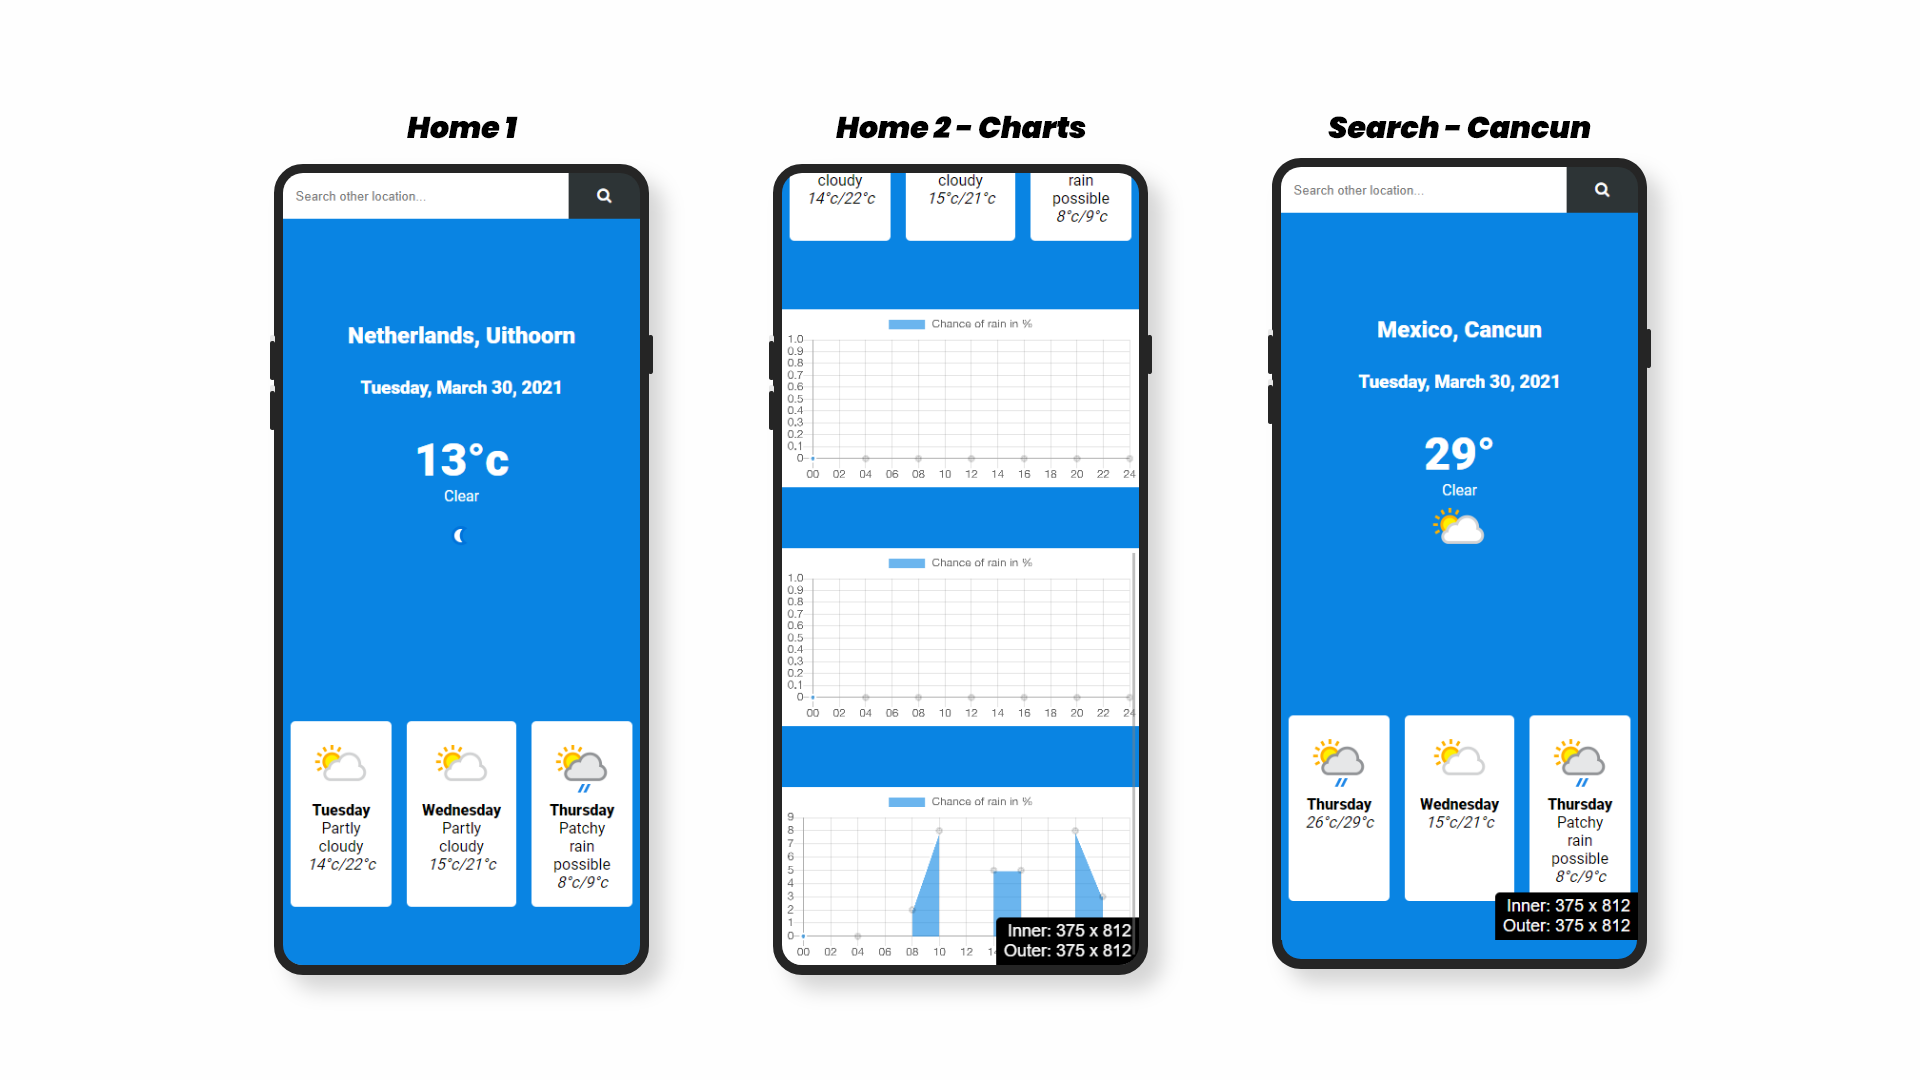 Home 1
Search other location...
Netherlands, Uithoorn
Tuesday, March 30, 2021
13°c
Clear
Tuesday
Partly
cloudy
14°c/22°c
Wednesday
Partly
cloudy
15°c/21°c
Thursday
Patchy
rain
possible
8°c/9°c
Home 2 - Charts
cloudy
14°c/22°c
cloudy
15°c/21°c
rain
possible
8°c/9°c
Chance of rain in %
1.0
0.9
0.8
0.7
0.6
0.5
0.4
0.3
0.2
0.1
0
00 02 04 06 08 10 12 14 16 18 20 22 24
Chance of rain in %
1.0
0.9
0.8
0.7
0.6
0.5
0.4
0.3
0.2
0.1
0
00 02 04 06 08 10 12 14 16 18 20 22 24
Chance of rain in %
9
8
7
6
5
4
3
2
1
0
00 02 04 06 08 10 12
Inner: 375 x 812
Outer: 375 x 812
Search - Cancun
Search other location...
Mexico, Cancun
Tuesday, March 30, 2021
29°
Clear
Thursday
26°c/29°c
Wednesday
15°c/21°c
Thursday
Patchy
rain
possible
8°c/9°c
Inner: 375 x 812
Outer: 375 x 812